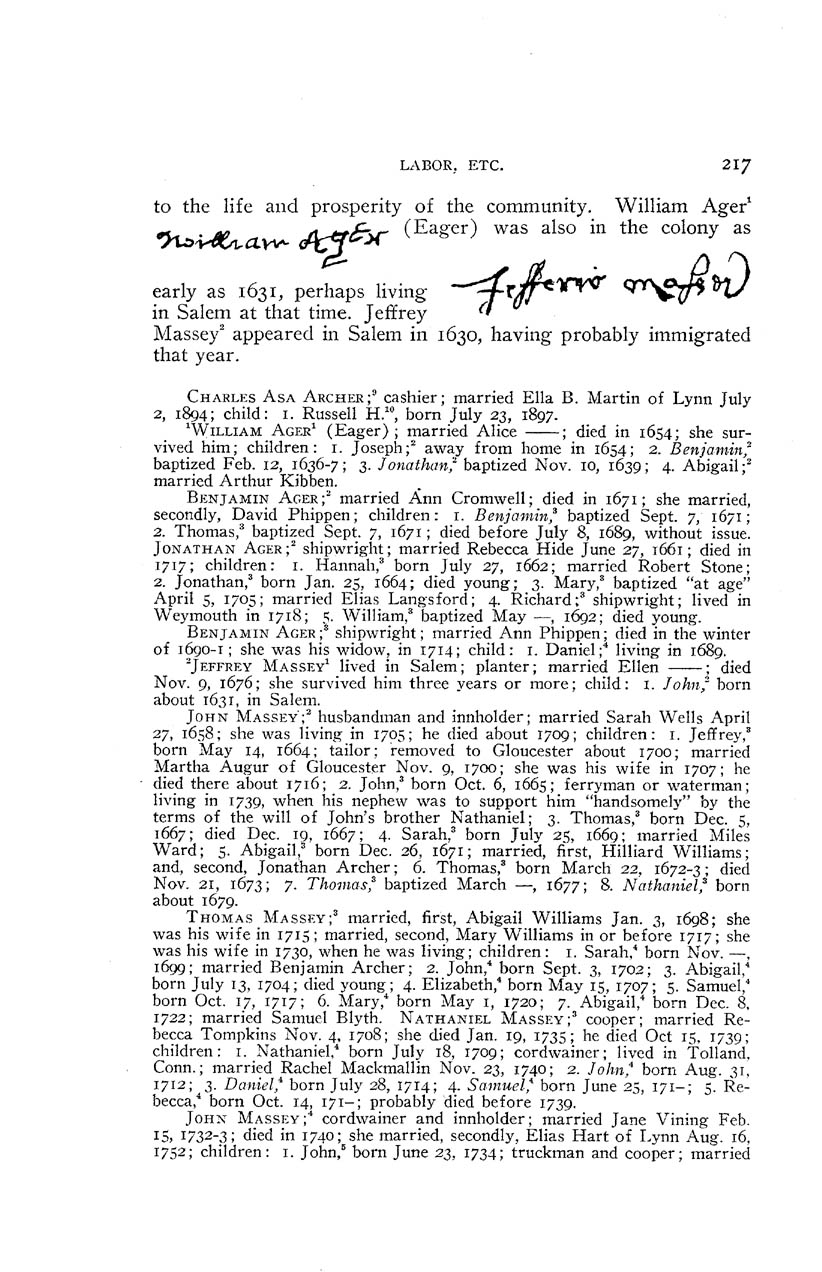 LABOR, ETC. 217
to the life and prosperity of the community. William Ager¹
William Ager (Eager) was also in the colony as
early as 1631, perhaps living
in Salem at that time. Jeffrey
Massey² appeared in Salem in 1630, having probably immigrated
that year.
CHARLES ASA ARCHER;⁹ cashier; married Ella B. Martin of Lynn July
2, 1894; child: 1. Russell H.¹⁰, born July 23, 1897.
¹WILLIAM AGER¹ (Eager); married Alice ——; died in 1654; she sur-
vived him; children: 1. Joseph;² away from home in 1654; 2. Benjamin,²
baptized Feb. 12, 1636-7; 3. Jonathan,² baptized Nov. 10, 1639; 4. Abigail;²
married Arthur Kibben.
BENJAMIN AGER;² married Ann Cromwell; died in 1671; she married,
secondly, David Phippen; children: 1. Benjamin,³ baptized Sept. 7, 1671;
2. Thomas,³ baptized Sept. 7, 1671; died before July 8, 1689, without issue.
JONATHAN AGER;² shipwright; married Rebecca Hide June 27, 1661; died in
1717; children: 1. Hannah,³ born July 27, 1662; married Robert Stone;
2. Jonathan,³ born Jan. 25, 1664; died young; 3. Mary,³ baptized "at age"
April 5, 1705; married Elias Langsford; 4. Richard;³ shipwright; lived in
Weymouth in 1718; 5. William,³ baptized May —, 1692; died young.
BENJAMIN AGER;³ shipwright; married Ann Phippen; died in the winter
of 1690-1; she was his widow, in 1714; child: 1. Daniel;⁴ living in 1689.
²JEFFREY MASSEY¹ lived in Salem; planter; married Ellen ——; died
Nov. 9, 1676; she survived him three years or more; child: 1. John,² born
about 1631, in Salem.
JOHN MASSEY;² husbandman and innholder; married Sarah Wells April
27, 1658; she was living in 1705; he died about 1709; children: 1. Jeffrey,³
born May 14, 1664; tailor; removed to Gloucester about 1700; married
Martha Augur of Gloucester Nov. 9, 1700; she was his wife in 1707; he
died there about 1716; 2. John,³ born Oct. 6, 1665; ferryman or waterman;
living in 1739, when his nephew was to support him "handsomely" by the
terms of the will of John's brother Nathaniel; 3. Thomas,³ born Dec. 5,
1667; died Dec. 19, 1667; 4. Sarah,³ born July 25, 1669; married Miles
Ward; 5. Abigail,³ born Dec. 26, 1671; married, first, Hilliard Williams;
and, second, Jonathan Archer; 6. Thomas,³ born March 22, 1672-3; died
Nov. 21, 1673; 7. Thomas,³ baptized March —, 1677; 8. Nathaniel,³ born
about 1679.
THOMAS MASSEY;³ married, first, Abigail Williams Jan. 3, 1698; she
was his wife in 1715; married, second, Mary Williams in or before 1717; she
was his wife in 1730, when he was living; children: 1. Sarah,⁴ born Nov. —,
1699; married Benjamin Archer; 2. John,⁴ born Sept. 3, 1702; 3. Abigail,⁴
born July 13, 1704; died young; 4. Elizabeth,⁴ born May 15, 1707; 5. Samuel,⁴
born Oct. 17, 1717; 6. Mary,⁴ born May 1, 1720; 7. Abigail,⁴ born Dec. 8,
1722; married Samuel Blyth. NATHANIEL MASSEY;³ cooper; married Re-
becca Tompkins Nov. 4, 1708; she died Jan. 19, 1735; he died Oct 15, 1739;
children: 1. Nathaniel,⁴ born July 18, 1709; cordwainer; lived in Tolland,
Conn.; married Rachel Mackmallin Nov. 23, 1740; 2. John,⁴ born Aug. 31,
1712; 3. Daniel,⁴ born July 28, 1714; 4. Samuel,⁴ born June 25, 171-; 5. Re-
becca,⁴ born Oct. 14, 171-; probably died before 1739.
JOHN MASSEY;⁴ cordwainer and innholder; married Jane Vining Feb.
15, 1732-3; died in 1740; she married, secondly, Elias Hart of Lynn Aug. 16,
1752; children: 1. John,⁵ born June 23, 1734; truckman and cooper; married